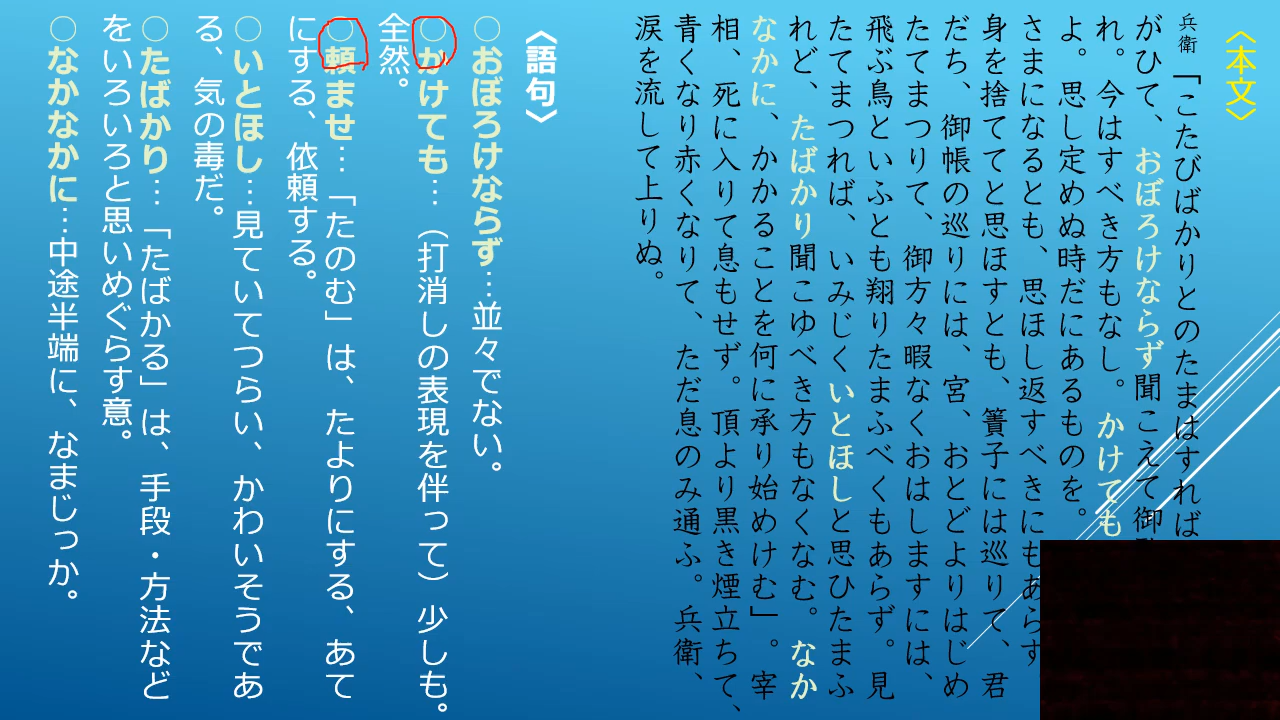 〈本文〉
兵衛「こたびばかりとのたまはすれば
がひて、おぼろけならず聞こえて御
れ。今はすべき方もなし。かけても
よ。思し定めぬ時だにあるものを。
さまになるとも、思ほし返すべきにもあらず
身を捨ててと思ほすとも、簀子には巡りて、君
だち、御帳の巡りには、宮、おとどよりはじめ
たてまつりて、御方々暇なくおはしますには、
飛ぶ鳥といふとも翔りたまふべくもあらず。見
たてまつれば、いみじくいとほしと思ひたまふ
れど、たばかり聞こゆべき方もなくなむ。なか
なかに、かかることを何に承り始めけむ」。宰
相、死に入りて息もせず。頂より黒き煙立ちて、
青くなり赤くなりて、ただ息のみ通ふ。兵衛、
涙を流して上りぬ。
〈語句〉
○おぼろけならず…並々でない。
○かけても…（打消しの表現を伴って）少しも。
全然。
○頼ませ…「たのむ」は、たよりにする、あて
にする、依頼する。
○いとほし…見ていてつらい、かわいそうであ
る、気の毒だ。
○たばかり…「たばかる」は、手段・方法など
をいろいろと思いめぐらす意。
○なかなかに…中途半端に、なまじっか。